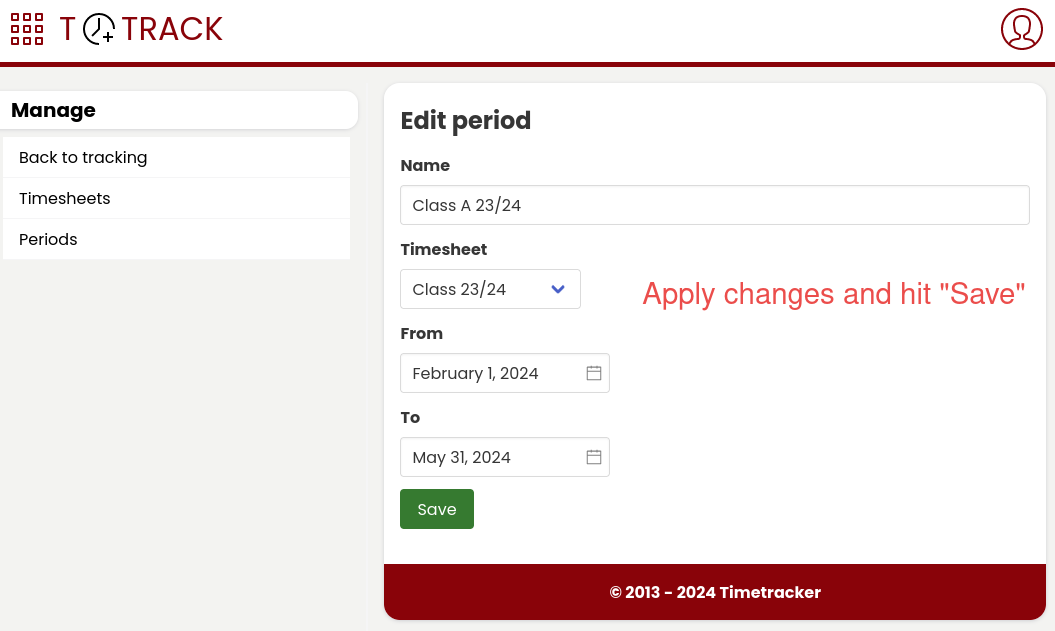 T TRACK
Manage
Back to tracking
Timesheets
Periods
Edit period
Name
Class A 23/24
Timesheet
Class 23/24
Apply changes and hit "Save"
From
February 1, 2024
To
May 31, 2024
Save
© 2013 - 2024 Timetracker